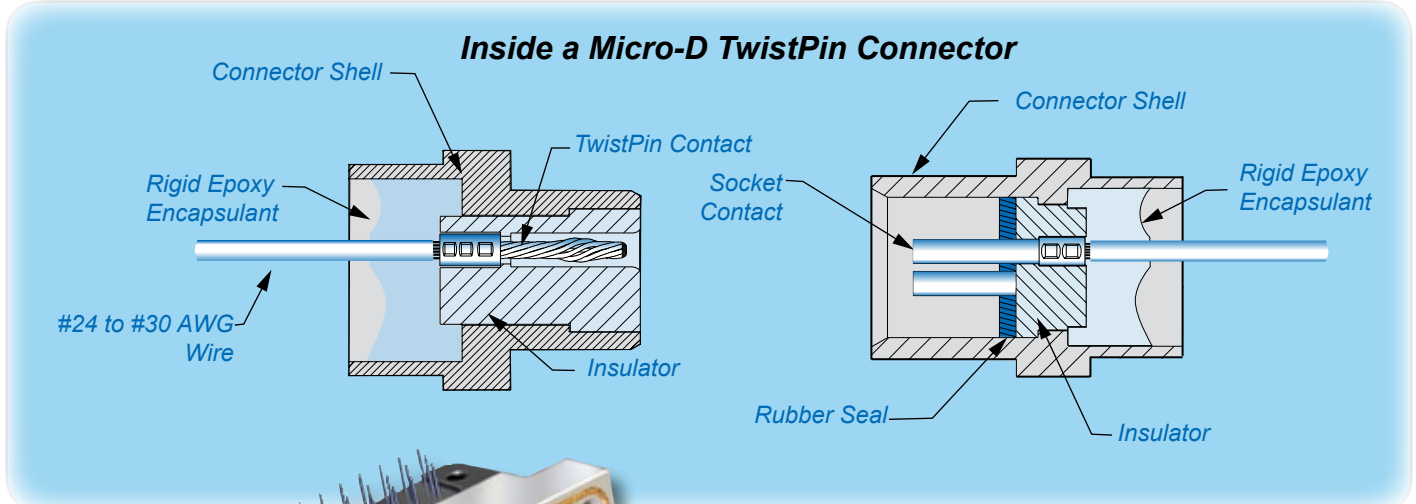 Inside a Micro-D TwistPin Connector
Connector Shell
TwistPin Contact
Rigid Epoxy
Encapsulant
#24 to #30 AWG
Wire
Insulator
Connector Shell
Socket
Contact
Rigid Epoxy
Encapsulant
Rubber Seal
Insulator